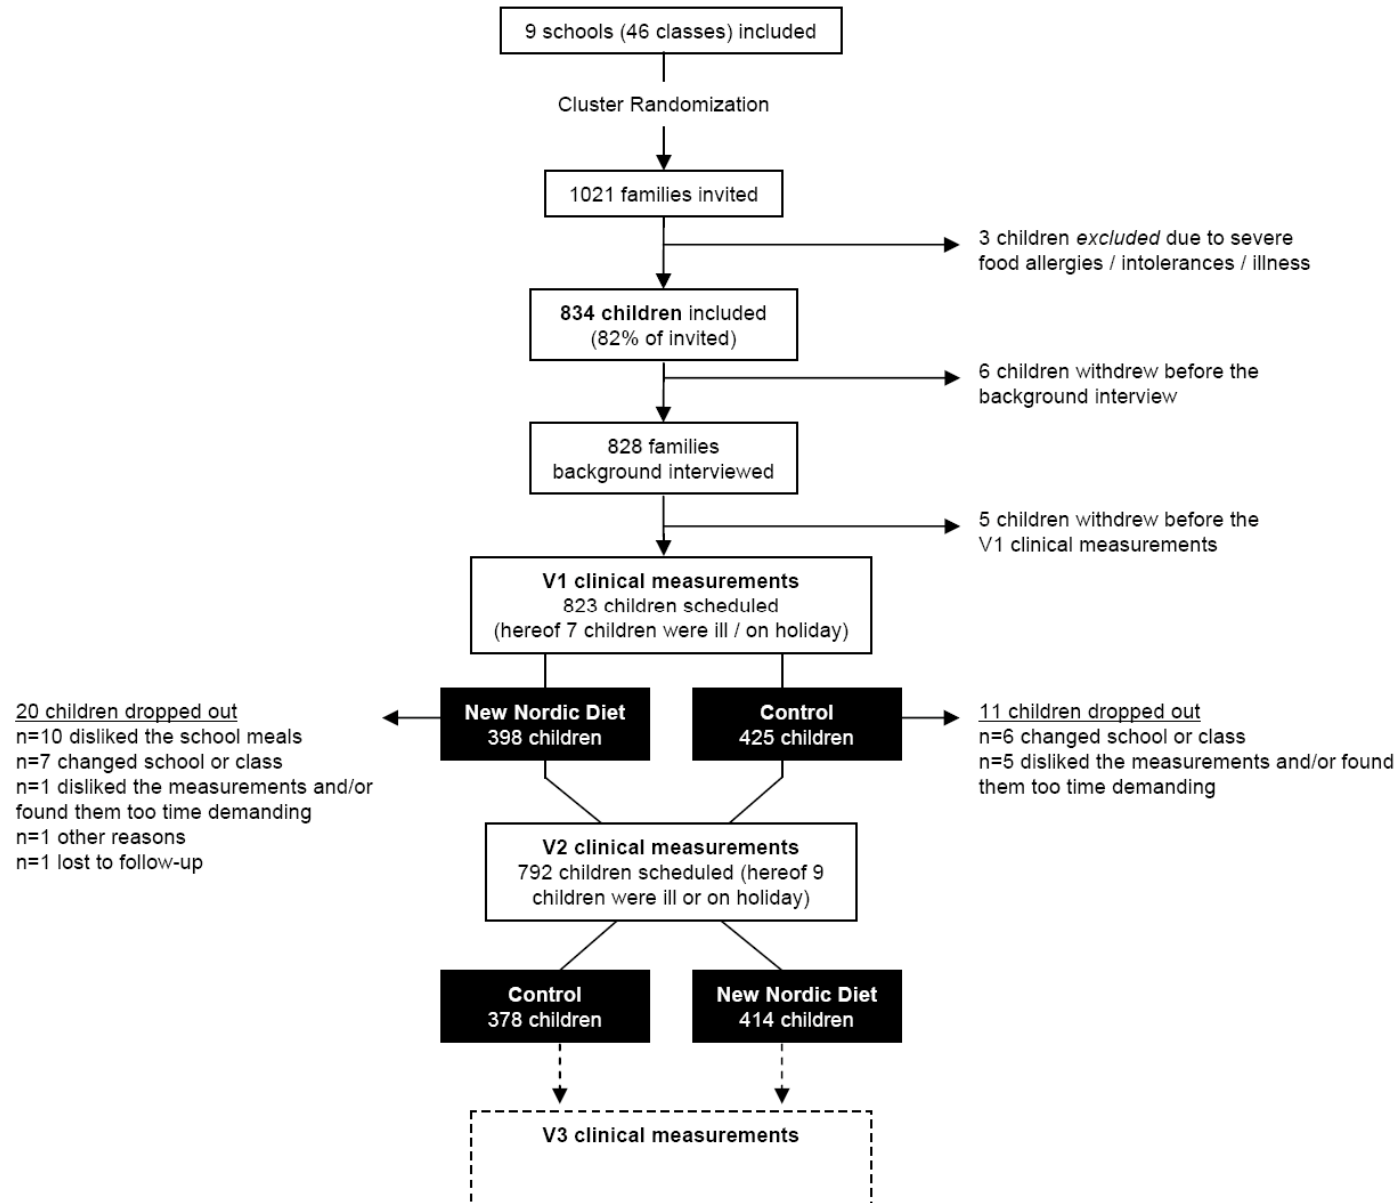 9 schools (46 classes) included
Cluster Randomization
1021 families invited
3 children excluded due to severe
food allergies / intolerances / illness
834 children included
(82% of invited)
6 children withdrew before the
background interview
828 families
background interviewed
5 children withdrew before the
V1 clinical measurements
V1 clinical measurements
823 children scheduled
(hereof 7 children were ill / on holiday)
20 children dropped out
n=10 disliked the school meals
n=7 changed school or class
n=1 disliked the measurements and/or
found them too time demanding
n=1 other reasons
n=1 lost to follow-up
New Nordic Diet
398 children
Control
425 children
11 children dropped out
n=6 changed school or class
n=5 disliked the measurements and/or found
them too time demanding
V2 clinical measurements
792 children scheduled (hereof 9
children were ill or on holiday)
Control
378 children
New Nordic Diet
414 children
V3 clinical measurements